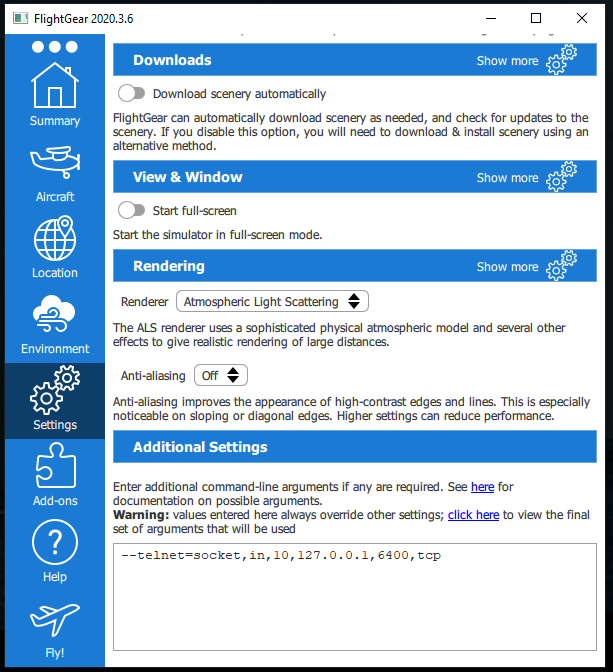 FlightGear 2020.3.6
Summary
Aircraft
Location
Environment
Settings
Add-ons
Help
Fly!
Downloads
Show more
Download scenery automatically
FlightGear can automatically download scenery as needed, and check for updates to the
scenery. If you disable this option, you will need to download & install scenery using an
alternative method.
View & Window
Show more
Start full-screen
Start the simulator in full-screen mode.
Rendering
Show more
Renderer Atmospheric Light Scattering
The ALS renderer uses a sophisticated physical atmospheric model and several other
effects to give realistic rendering of large distances.
Anti-aliasing Off
Anti-aliasing improves the appearance of high-contrast edges and lines. This is especially
noticeable on sloping or diagonal edges. Higher settings can reduce performance.
Additional Settings
Enter additional command-line arguments if any are required. See here for
documentation on possible arguments.
Warning: values entered here always override other settings; click here to view the final
set of arguments that will be used
--telnet=socket,in,10,127.0.0.1,6400,tcp